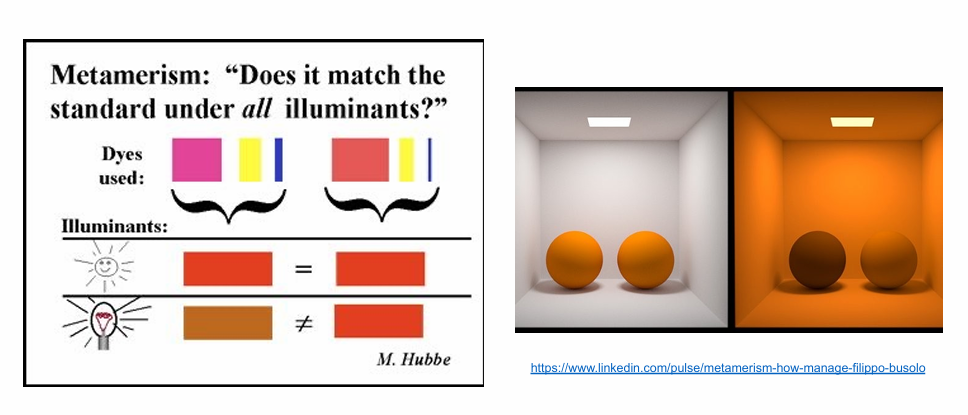 Metamerism: “Does it match the
standard under all illuminants?”
Dyes
used:
Illuminants:
=
≠
M. Hubbe
https://www.linkedin.com/pulse/metamerism-how-manage-filippo-busolo